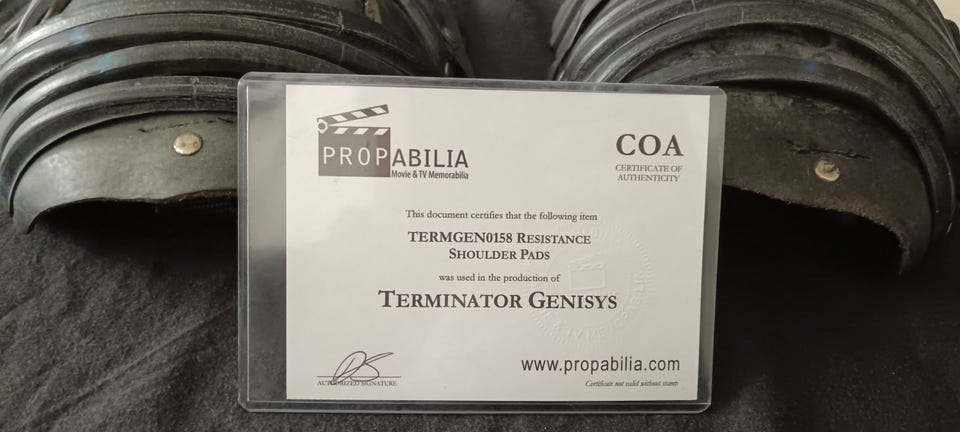 PROPABILIA
Movie & TV Memorabilia
COA
CERTIFICATE OF
AUTHENTICITY
This document certifies that the following item
TERMGEN0158 RESISTANCE
SHOULDER PADS
was used in the production of
TERMINATOR GENISYS
AUTHORIZED SIGNATURE
www.propabilia.com
Certificate not valid without stamp